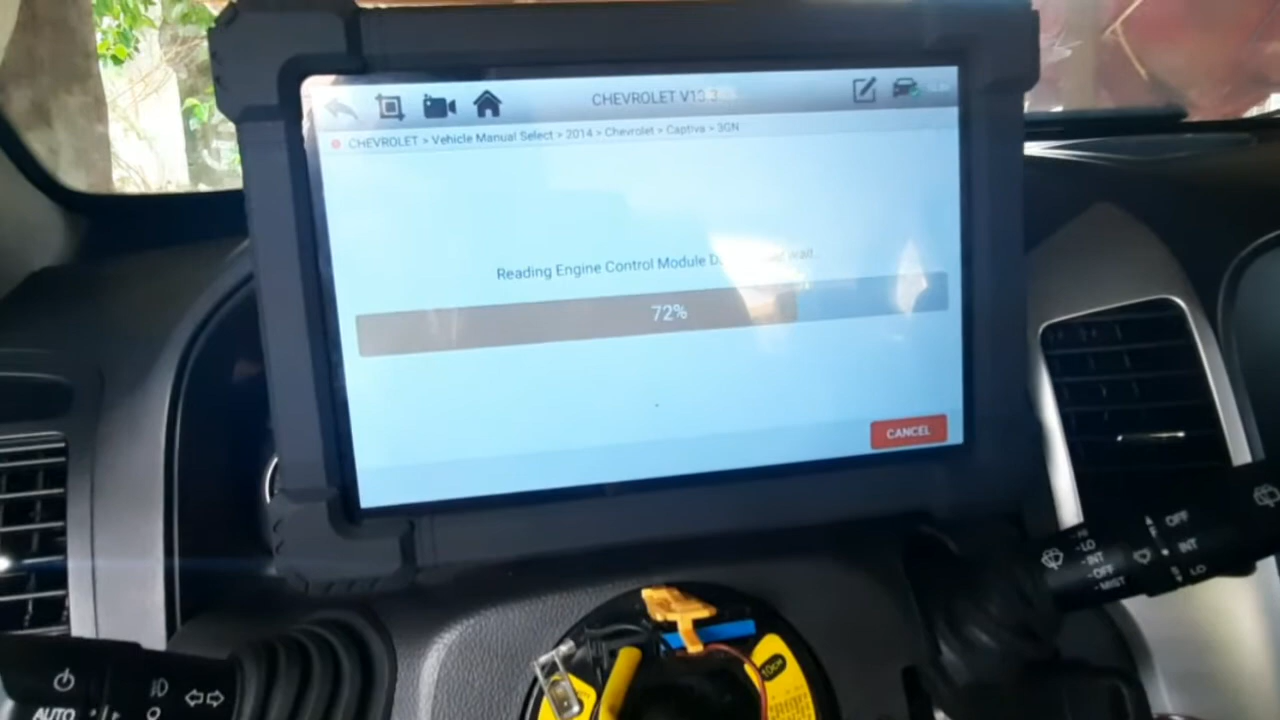 CHEVROLET V13.3
CHEVROLET > Vehicle Manual Select > 2014 > Chevrolet > Captiva > 3GN
Reading Engine Control Module wait
72%
CANCEL
HI
- LO
- INT
- OFF
- MIST
OFF
INT
LO
AUTO